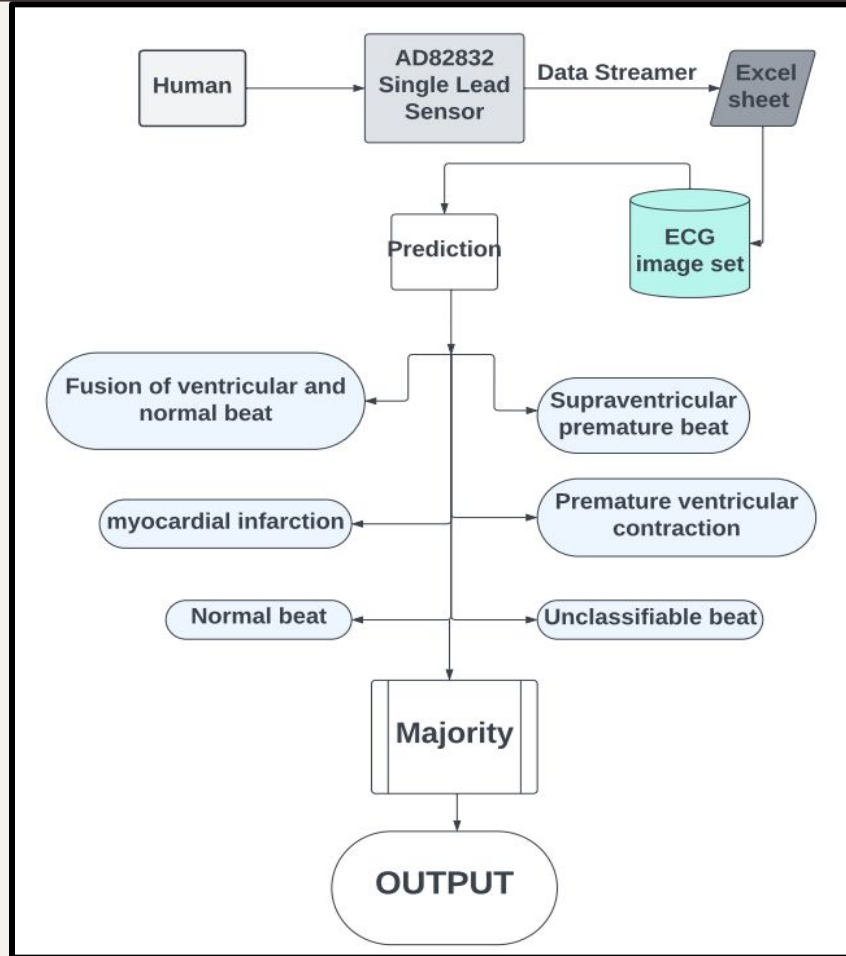 Human
AD82832
Single Lead
Sensor
Data Streamer
Excel
sheet
ECG
image set
Prediction
Fusion of ventricular and
normal beat
Supraventricular
premature beat
myocardial infarction
Premature ventricular
contraction
Normal beat
Unclassifiable beat
Majority
OUTPUT